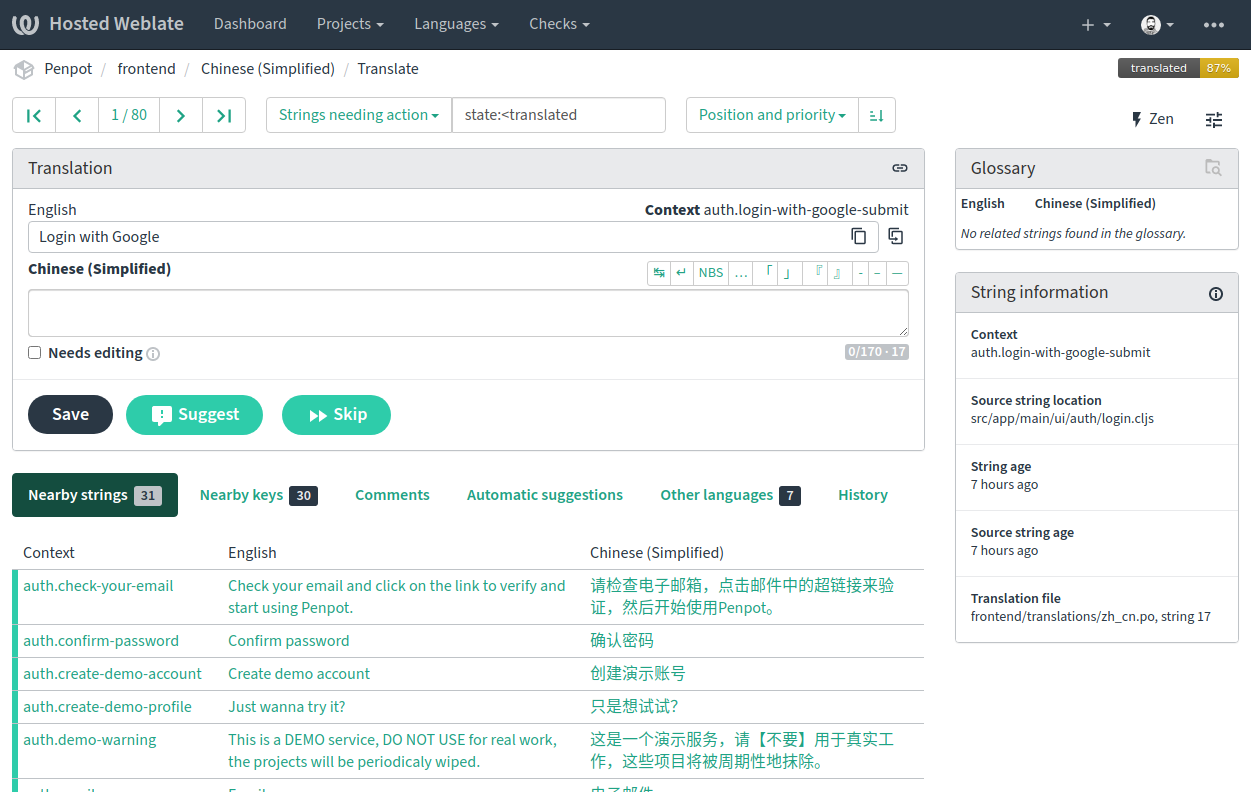 Hosted Weblate Dashboard Projects Languages Checks
Penpot / frontend / Chinese (Simplified) / Translate
translated 87%
1 / 80
Strings needing action
state:<translated
Position and priority
Zen
Translation
English
Context auth.login-with-google-submit
Login with Google
Chinese (Simplified)
↹ ↵ NBS … 「 」 『 』 - – —
Needs editing
0/170 · 17
Save
Suggest
Skip
Nearby strings 31
Nearby keys 30
Comments
Automatic suggestions
Other languages 7
History
Context English Chinese (Simplified)
auth.check-your-email
Check your email and click on the link to verify and
start using Penpot.
请检查电子邮箱，点击邮件中的超链接来验
证，然后开始使用Penpot。
auth.confirm-password
Confirm password
确认密码
auth.create-demo-account
Create demo account
创建演示账号
auth.create-demo-profile
Just wanna try it?
只是想试试？
auth.demo-warning
This is a DEMO service, DO NOT USE for real work,
the projects will be periodicaly wiped.
这是一个演示服务，请【不要】用于真实工
作，这些项目将被周期性地抹除。
Glossary
English Chinese (Simplified)
No related strings found in the glossary.
String information
Context
auth.login-with-google-submit
Source string location
src/app/main/ui/auth/login.cljs
String age
7 hours ago
Source string age
7 hours ago
Translation file
frontend/translations/zh_cn.po, string 17